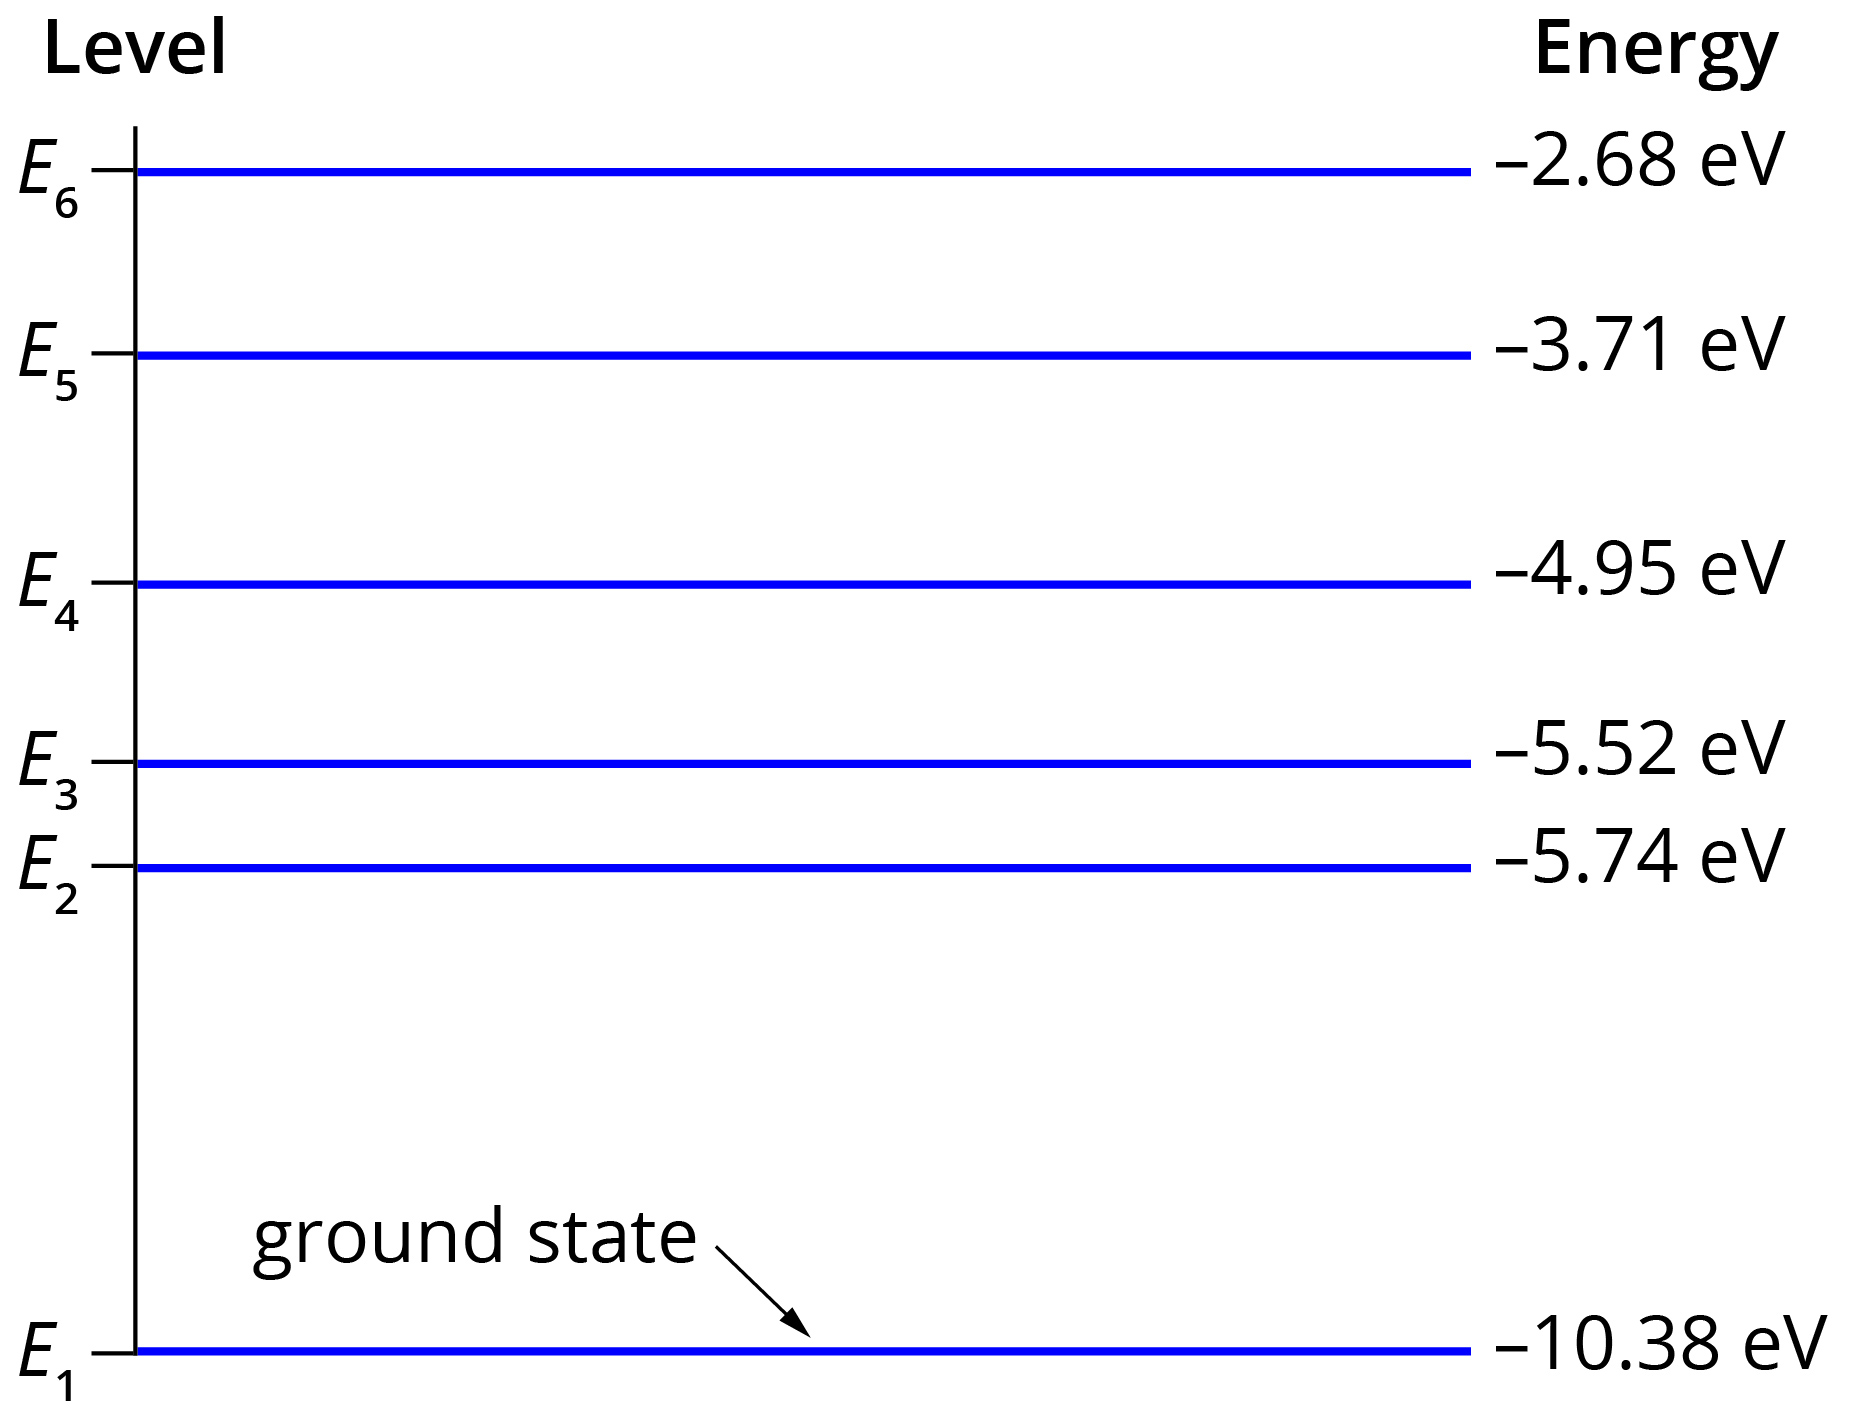 Level Energy
E6 –2.68 eV
E5 –3.71 eV
E4 –4.95 eV
E3 –5.52 eV
E2 –5.74 eV
ground state
E1 –10.38 eV